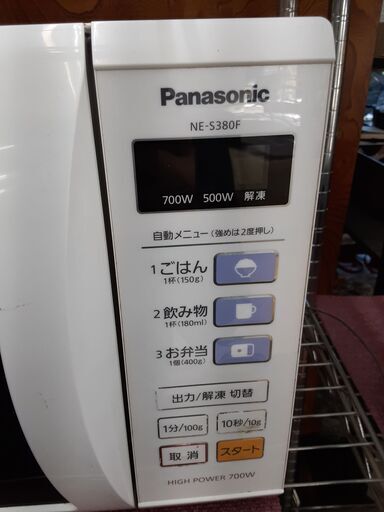 Panasonic
NE-S380F
700W 500W 解凍
自動メニュー(強めは2度押し)
1 ごはん
1杯(150g)
2 飲み物
1杯(180ml)
3 お弁当
1個(400g)
出力/解凍 切替
1分/100g 10秒/10g
取消 スタート
HIGH POWER 700W